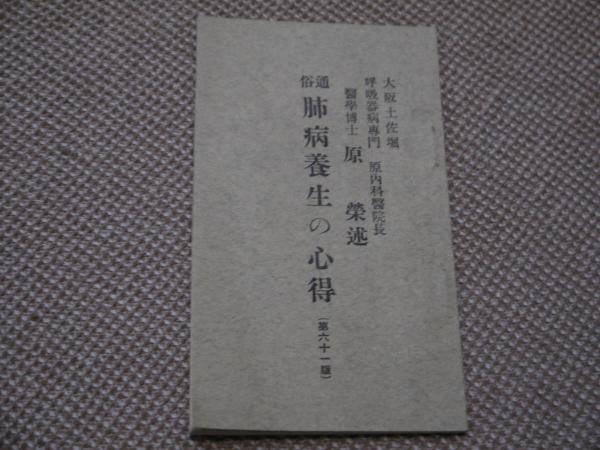 大阪土佐堀
呼吸器病専門 原內科醫院長
醫學博士 原 榮述
通俗 肺病養生の心得 (第六十一版)